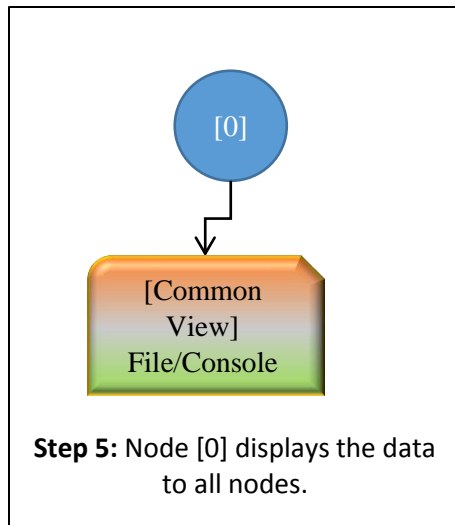 [0]
[Common
View]
File/Console
Step 5: Node [0] displays the data
to all nodes.